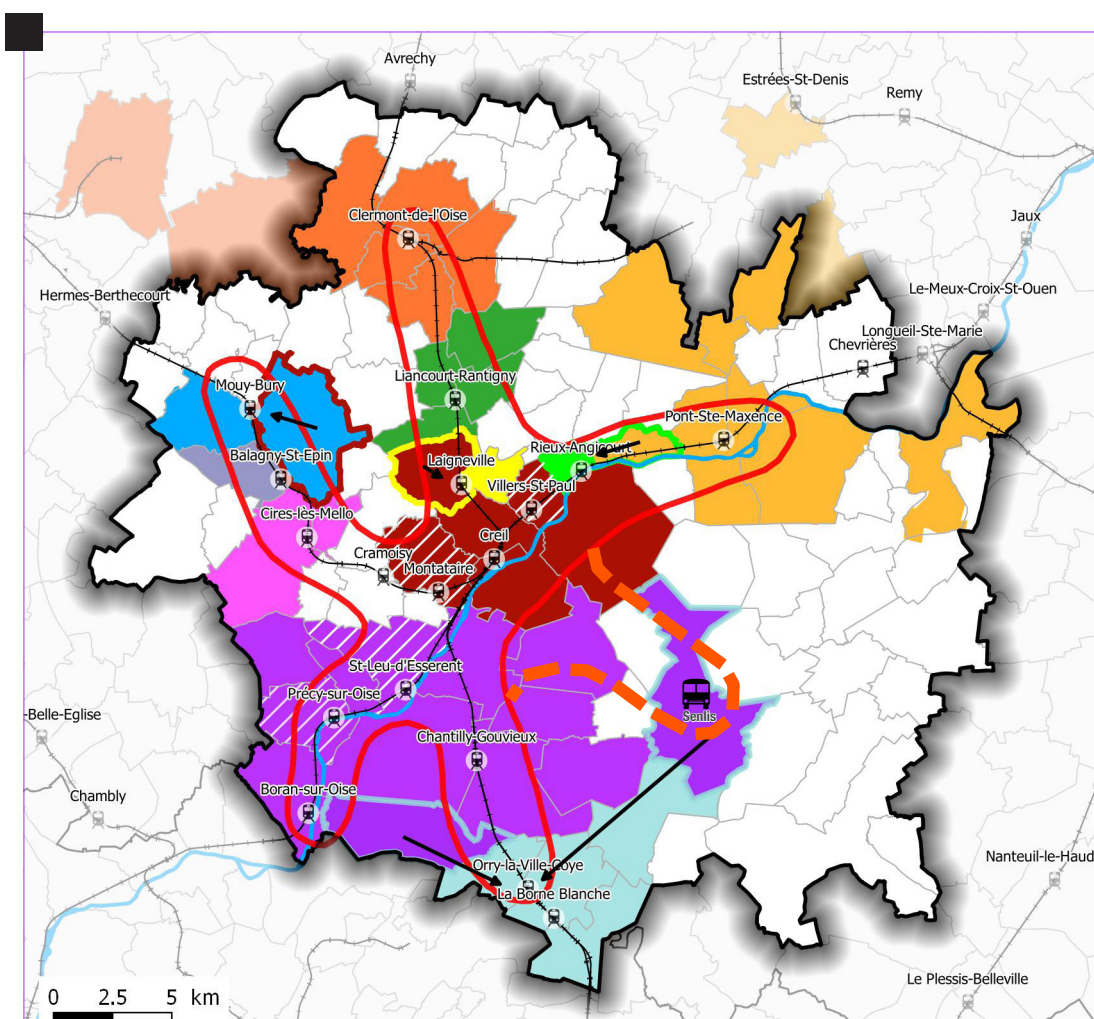 Avrechy
Estrées-St-Denis
Remy
Clermont-de-l'Oise
Jaux
Hermes-Berthecourt
Le-Meux-Croix-St-Ouen
Longueil-Ste-Marie
Chevrières
Mouy-Bury
Liancourt-Rantigny
Pont-Ste-Maxence
Rieux-Angicourt
Balagny-St-Epin
Laigneville
Villers-St-Paul
Cires-lès-Mello
Creil
Cramoisy
Montataire
St-Leu-d'Esserent
Précy-sur-Oise
Senlis
-Belle-Eglise
Chantilly-Gouvieux
Boran-sur-Oise
Chambly
Orry-la-Ville-Coye
La Borne Blanche
Nanteuil-le-Haud
Le Plessis-Belleville
0 2.5 5 km